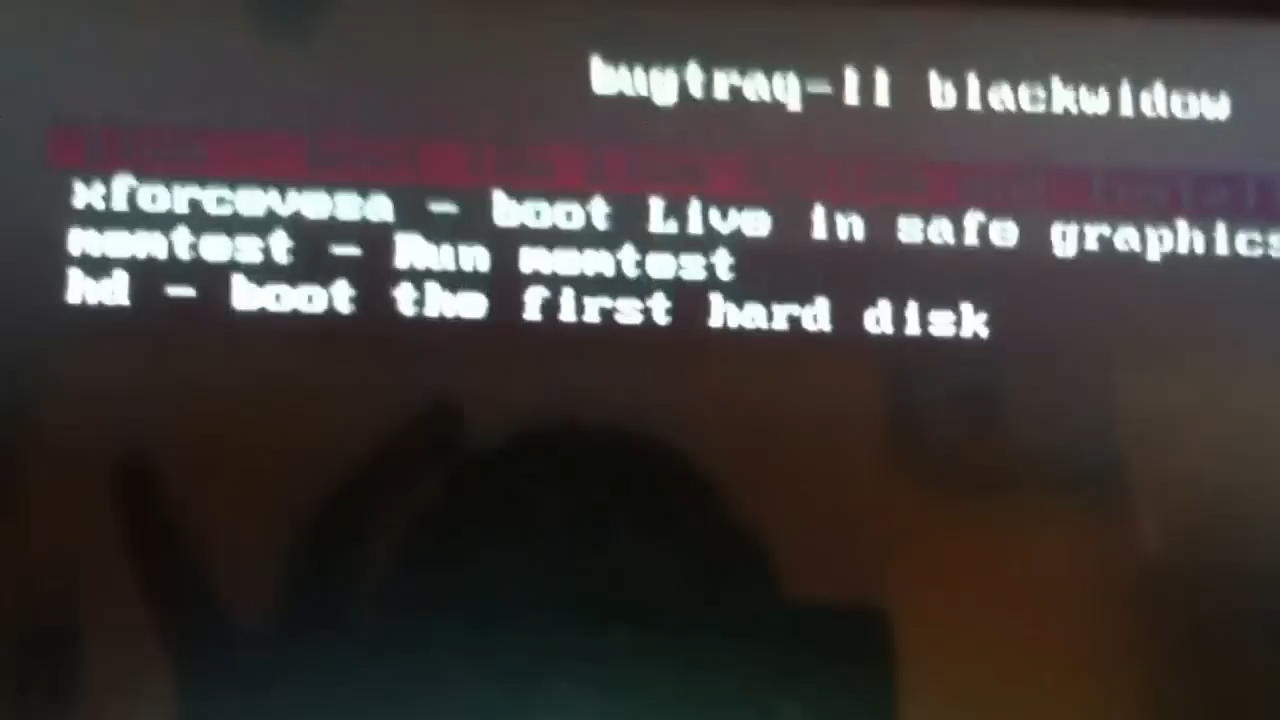 bugtraq-II blackwidow
xforcevesa - boot Live in safe graphics
memtest - Run memtest
hd - boot the first hard disk